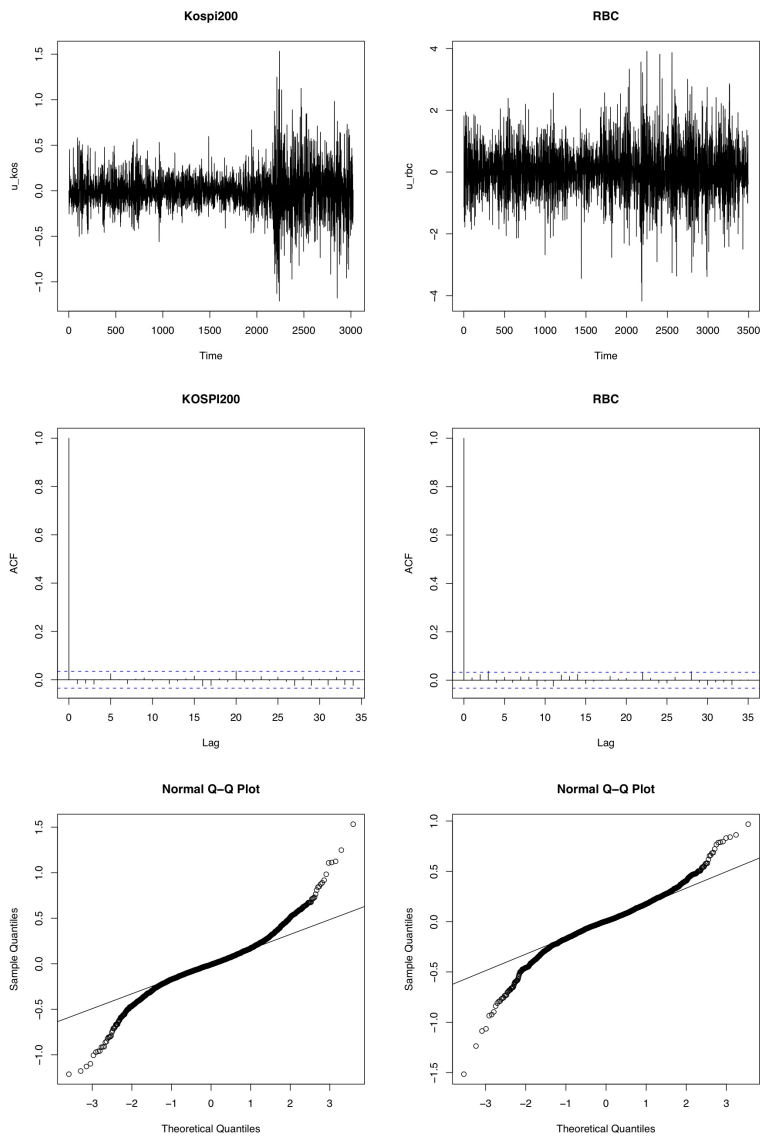 Kospi200
u_kos
1.5
1.0
0.5
0.0
−0.5
−1.0
0 500 1000 1500 2000 2500 3000
Time
RBC
u_rbc
4
2
0
−2
−4
0 500 1000 1500 2000 2500 3000 3500
Time
KOSPI200
ACF
1.0
0.8
0.6
0.4
0.2
0.0
0 5 10 15 20 25 30 35
Lag
RBC
ACF
1.0
0.8
0.6
0.4
0.2
0.0
0 5 10 15 20 25 30 35
Lag
Normal Q−Q Plot
Sample Quantiles
1.5
1.0
0.5
0.0
−0.5
−1.0
−3 −2 −1 0 1 2 3
Theoretical Quantiles
Normal Q−Q Plot
Sample Quantiles
1.0
0.5
0.0
−0.5
−1.0
−1.5
−3 −2 −1 0 1 2 3
Theoretical Quantiles